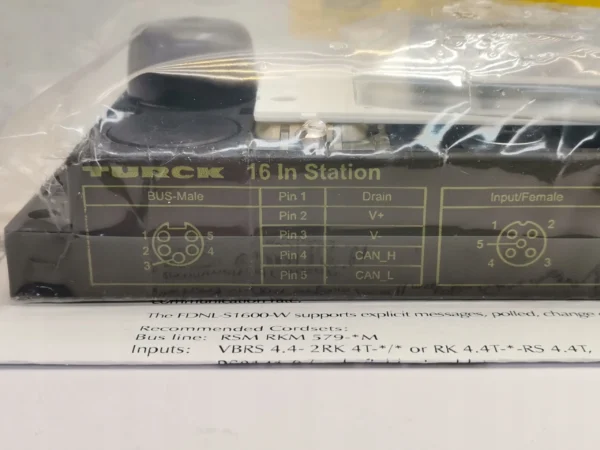 TURCK 16 In Station
BUS-Male Pin 1 Drain Input/Female
Pin 2 V+
Pin 3 V-
Pin 4 CAN_H
Pin 5 CAN_L
1 5
2 4
3
1 2
5
4 3
The FDNL-S1600-W supports explicit messages, polled, change
Recommended Cordsets:
Bus line: RSM RKM 579-*M
Inputs: VBRS 4.4- 2RK 4T-*/* or RK 4.4T-*-RS 4.4T,